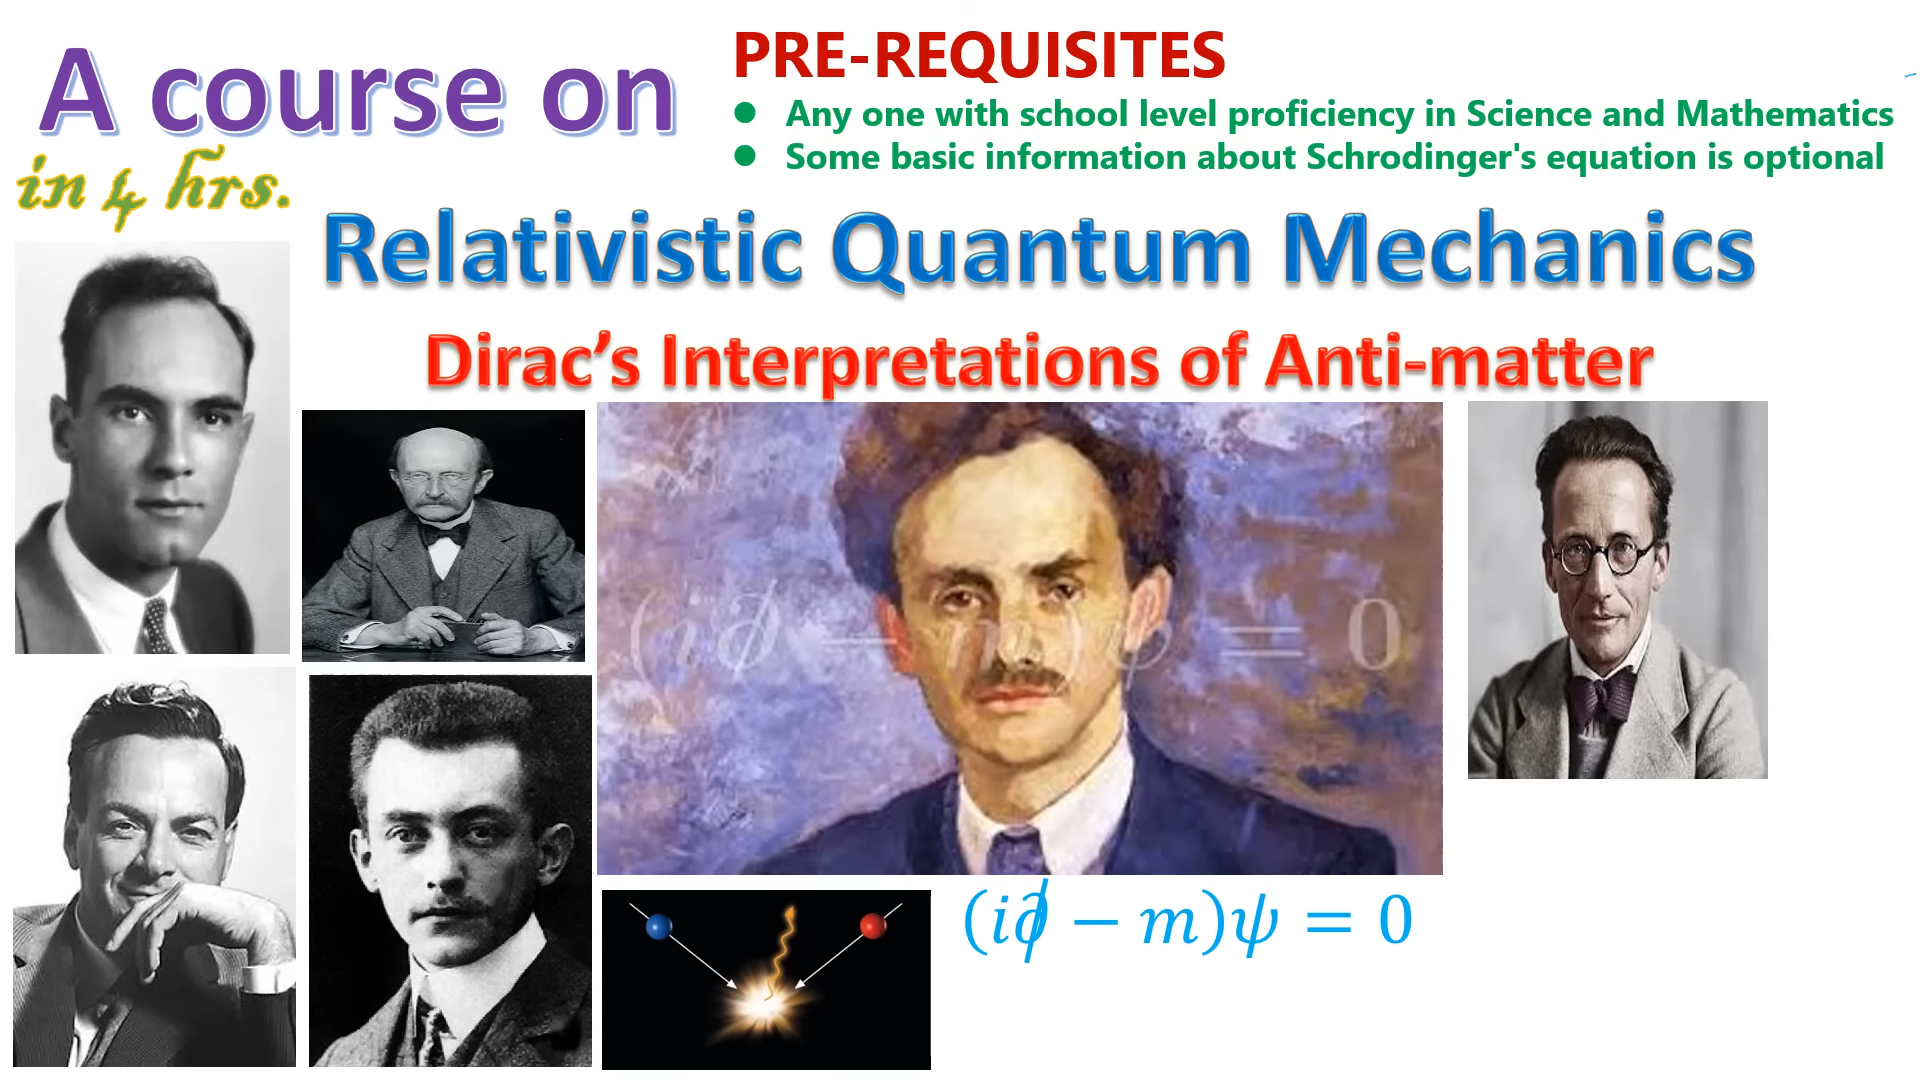 A course on
in 4 hrs.
PRE-REQUISITES
● Any one with school level proficiency in Science and Mathematics
● Some basic information about Schrodinger's equation is optional
Relativistic Quantum Mechanics
Dirac’s Interpretations of Anti-matter
(i∂̸ − m)ψ = 0
(i∂̸ − m)ψ = 0